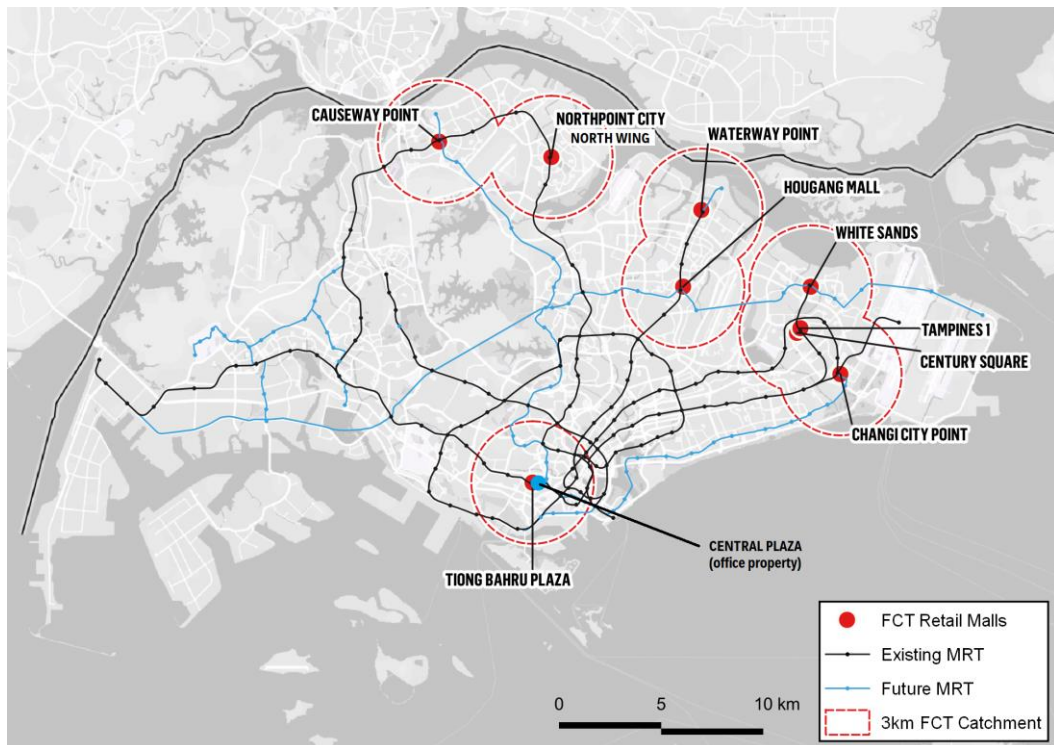 CAUSEWAY POINT
NORTHPOINT CITY
NORTH WING
WATERWAY POINT
HOUGANG MALL
WHITE SANDS
TAMPINES 1
CENTURY SQUARE
CHANGI CITY POINT
CENTRAL PLAZA
(office property)
TIONG BAHRU PLAZA
FCT Retail Malls
Existing MRT
Future MRT
3km FCT Catchment
0 5 10 km